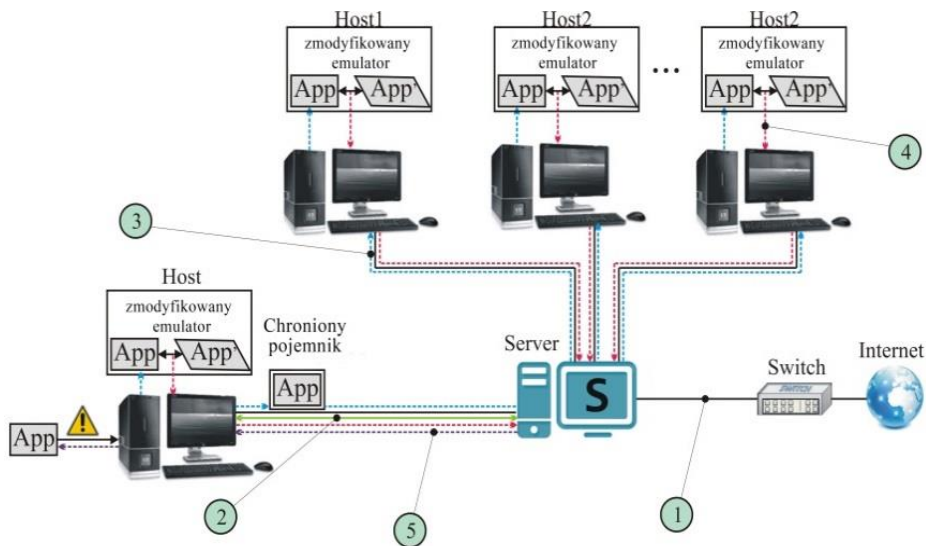 Host1
zmodyfikowany
emulator
App
App*
Host2
zmodyfikowany
emulator
App
App*
...
Host2
zmodyfikowany
emulator
App
App*
4
3
Host
zmodyfikowany
emulator
App
App*
Chroniony
pojemnik
App
Server
S
Switch
SWITCH
Internet
App
2
5
1